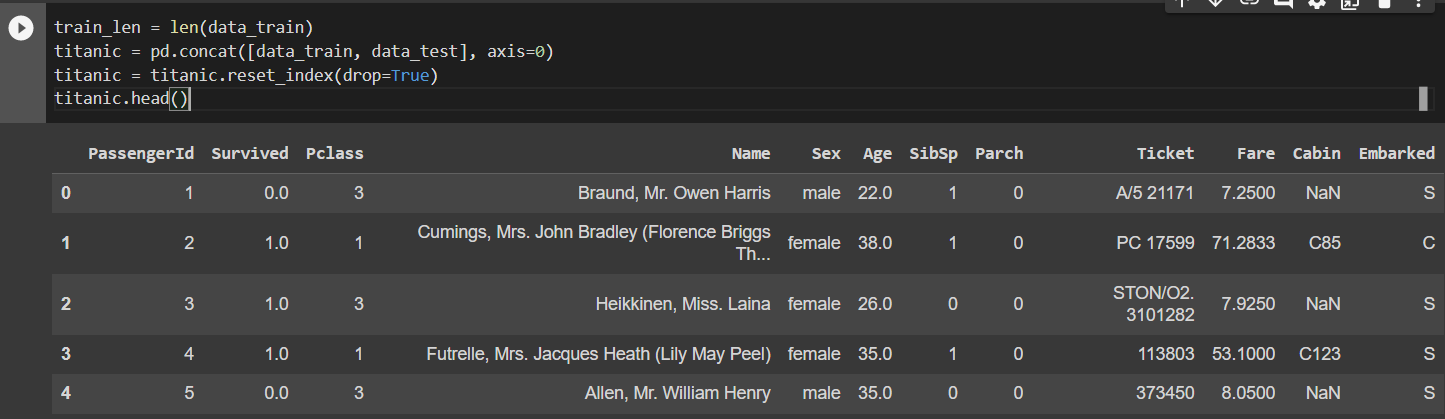 train_len = len(data_train)
titanic = pd.concat([data_train, data_test], axis=0)
titanic = titanic.reset_index(drop=True)
titanic.head()
PassengerId Survived Pclass Name Sex Age SibSp Parch Ticket Fare Cabin Embarked
0 1 0.0 3 Braund, Mr. Owen Harris male 22.0 1 0 A/5 21171 7.2500 NaN S
1 2 1.0 1 Cumings, Mrs. John Bradley (Florence Briggs Th... female 38.0 1 0 PC 17599 71.2833 C85 C
2 3 1.0 3 Heikkinen, Miss. Laina female 26.0 0 0 STON/O2. 3101282 7.9250 NaN S
3 4 1.0 1 Futrelle, Mrs. Jacques Heath (Lily May Peel) female 35.0 1 0 113803 53.1000 C123 S
4 5 0.0 3 Allen, Mr. William Henry male 35.0 0 0 373450 8.0500 NaN S